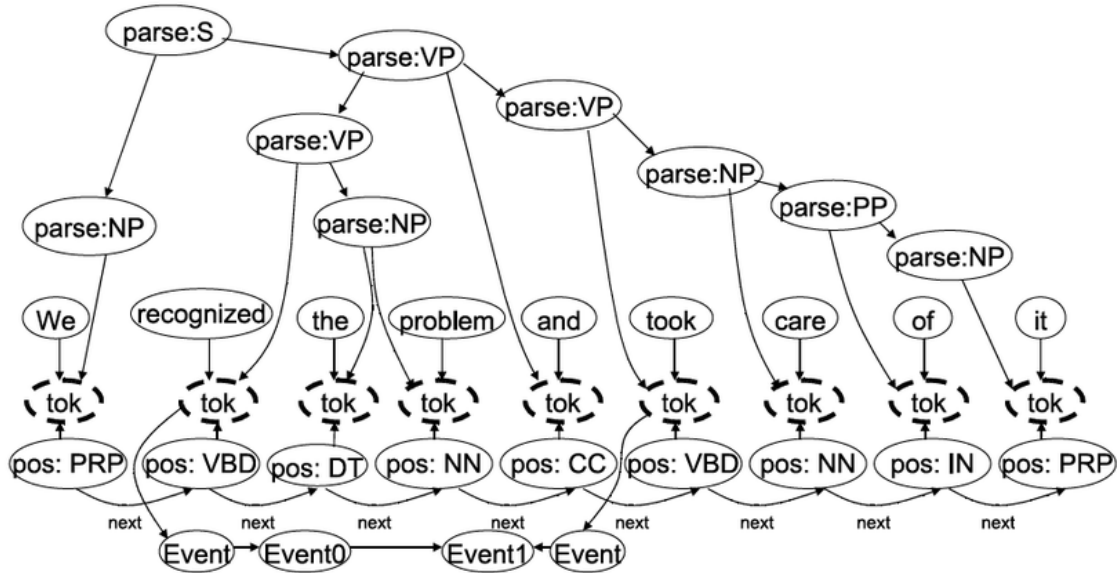 parse:S
parse:VP
parse:VP
parse:VP
parse:NP
parse:PP
parse:NP
parse:NP
parse:NP
We recognized the problem and took care of it
tok tok tok tok tok tok tok tok tok
pos: PRP pos: VBD pos: DT pos: NN pos: CC pos: VBD pos: NN pos: IN pos: PRP
next next next next next next next next
Event Event0 Event1 Event